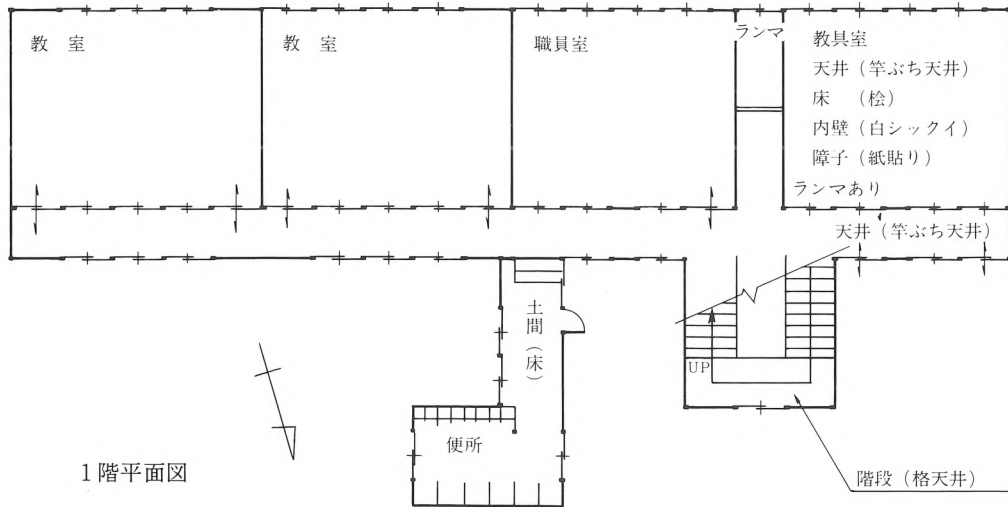 教 室
教 室
職員室
ランマ
教具室
天井（竿ぶち天井）
床 （桧）
内壁（白シックイ）
障子（紙貼り）
ランマあり
天井（竿ぶち天井）
土間（床）
UP
便所
1階平面図
階段（格天井）